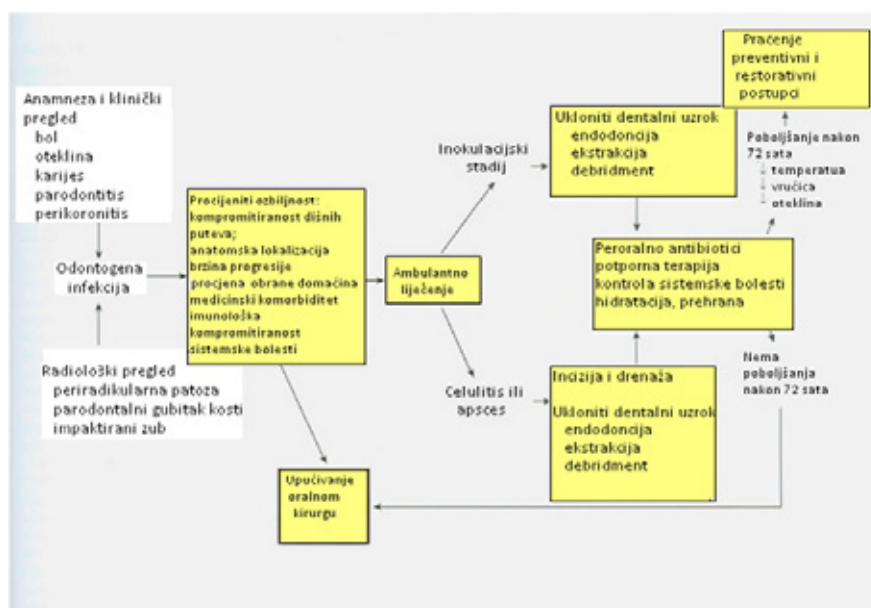 Anamneza i klinički
pregled
bol
oteklina
karijes
parodontitis
perikoronitis
Odontogena
infekcija
Radiološki pregled
periradikularna patoza
parodontalni gubitak kosti
impaktirani zub
Procijeniti ozbiljnost:
kompromitiranost dišnih
puteva;
anatomska lokalizacija
brzina progresije
procjena obrane domaćina
medicinski komorbiditet
imunološka
kompromitiranost
sistemske bolesti
Upućivanje
oralnom
kirurgu
Ambulantno
liječenje
Inokulacijski
stadij
Celulitis ili
apsces
Ukloniti dentalni uzrok
endodoncija
ekstrakcija
debridment
Incizija i drenaža
Ukloniti dentalni uzrok
endodoncija
ekstrakcija
debridment
Peroralno antibiotici
potporna terapija
kontrola sistemske bolesti
hidratacija, prehrana
Poboljšanje nakon
72 sata
↓ temperatua
↓ vrućica
↓ oteklina
Praćenje
preventivni i
restorativni
postupci
Nema
poboljšanja
nakon 72 sata